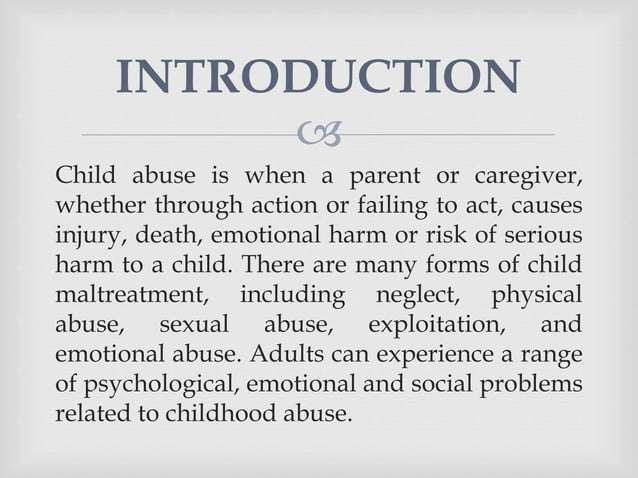 INTRODUCTION
Child abuse is when a parent or caregiver,
whether through action or failing to act, causes
injury, death, emotional harm or risk of serious
harm to a child. There are many forms of child
maltreatment, including neglect, physical
abuse, sexual abuse, exploitation, and
emotional abuse. Adults can experience a range
of psychological, emotional and social problems
related to childhood abuse.